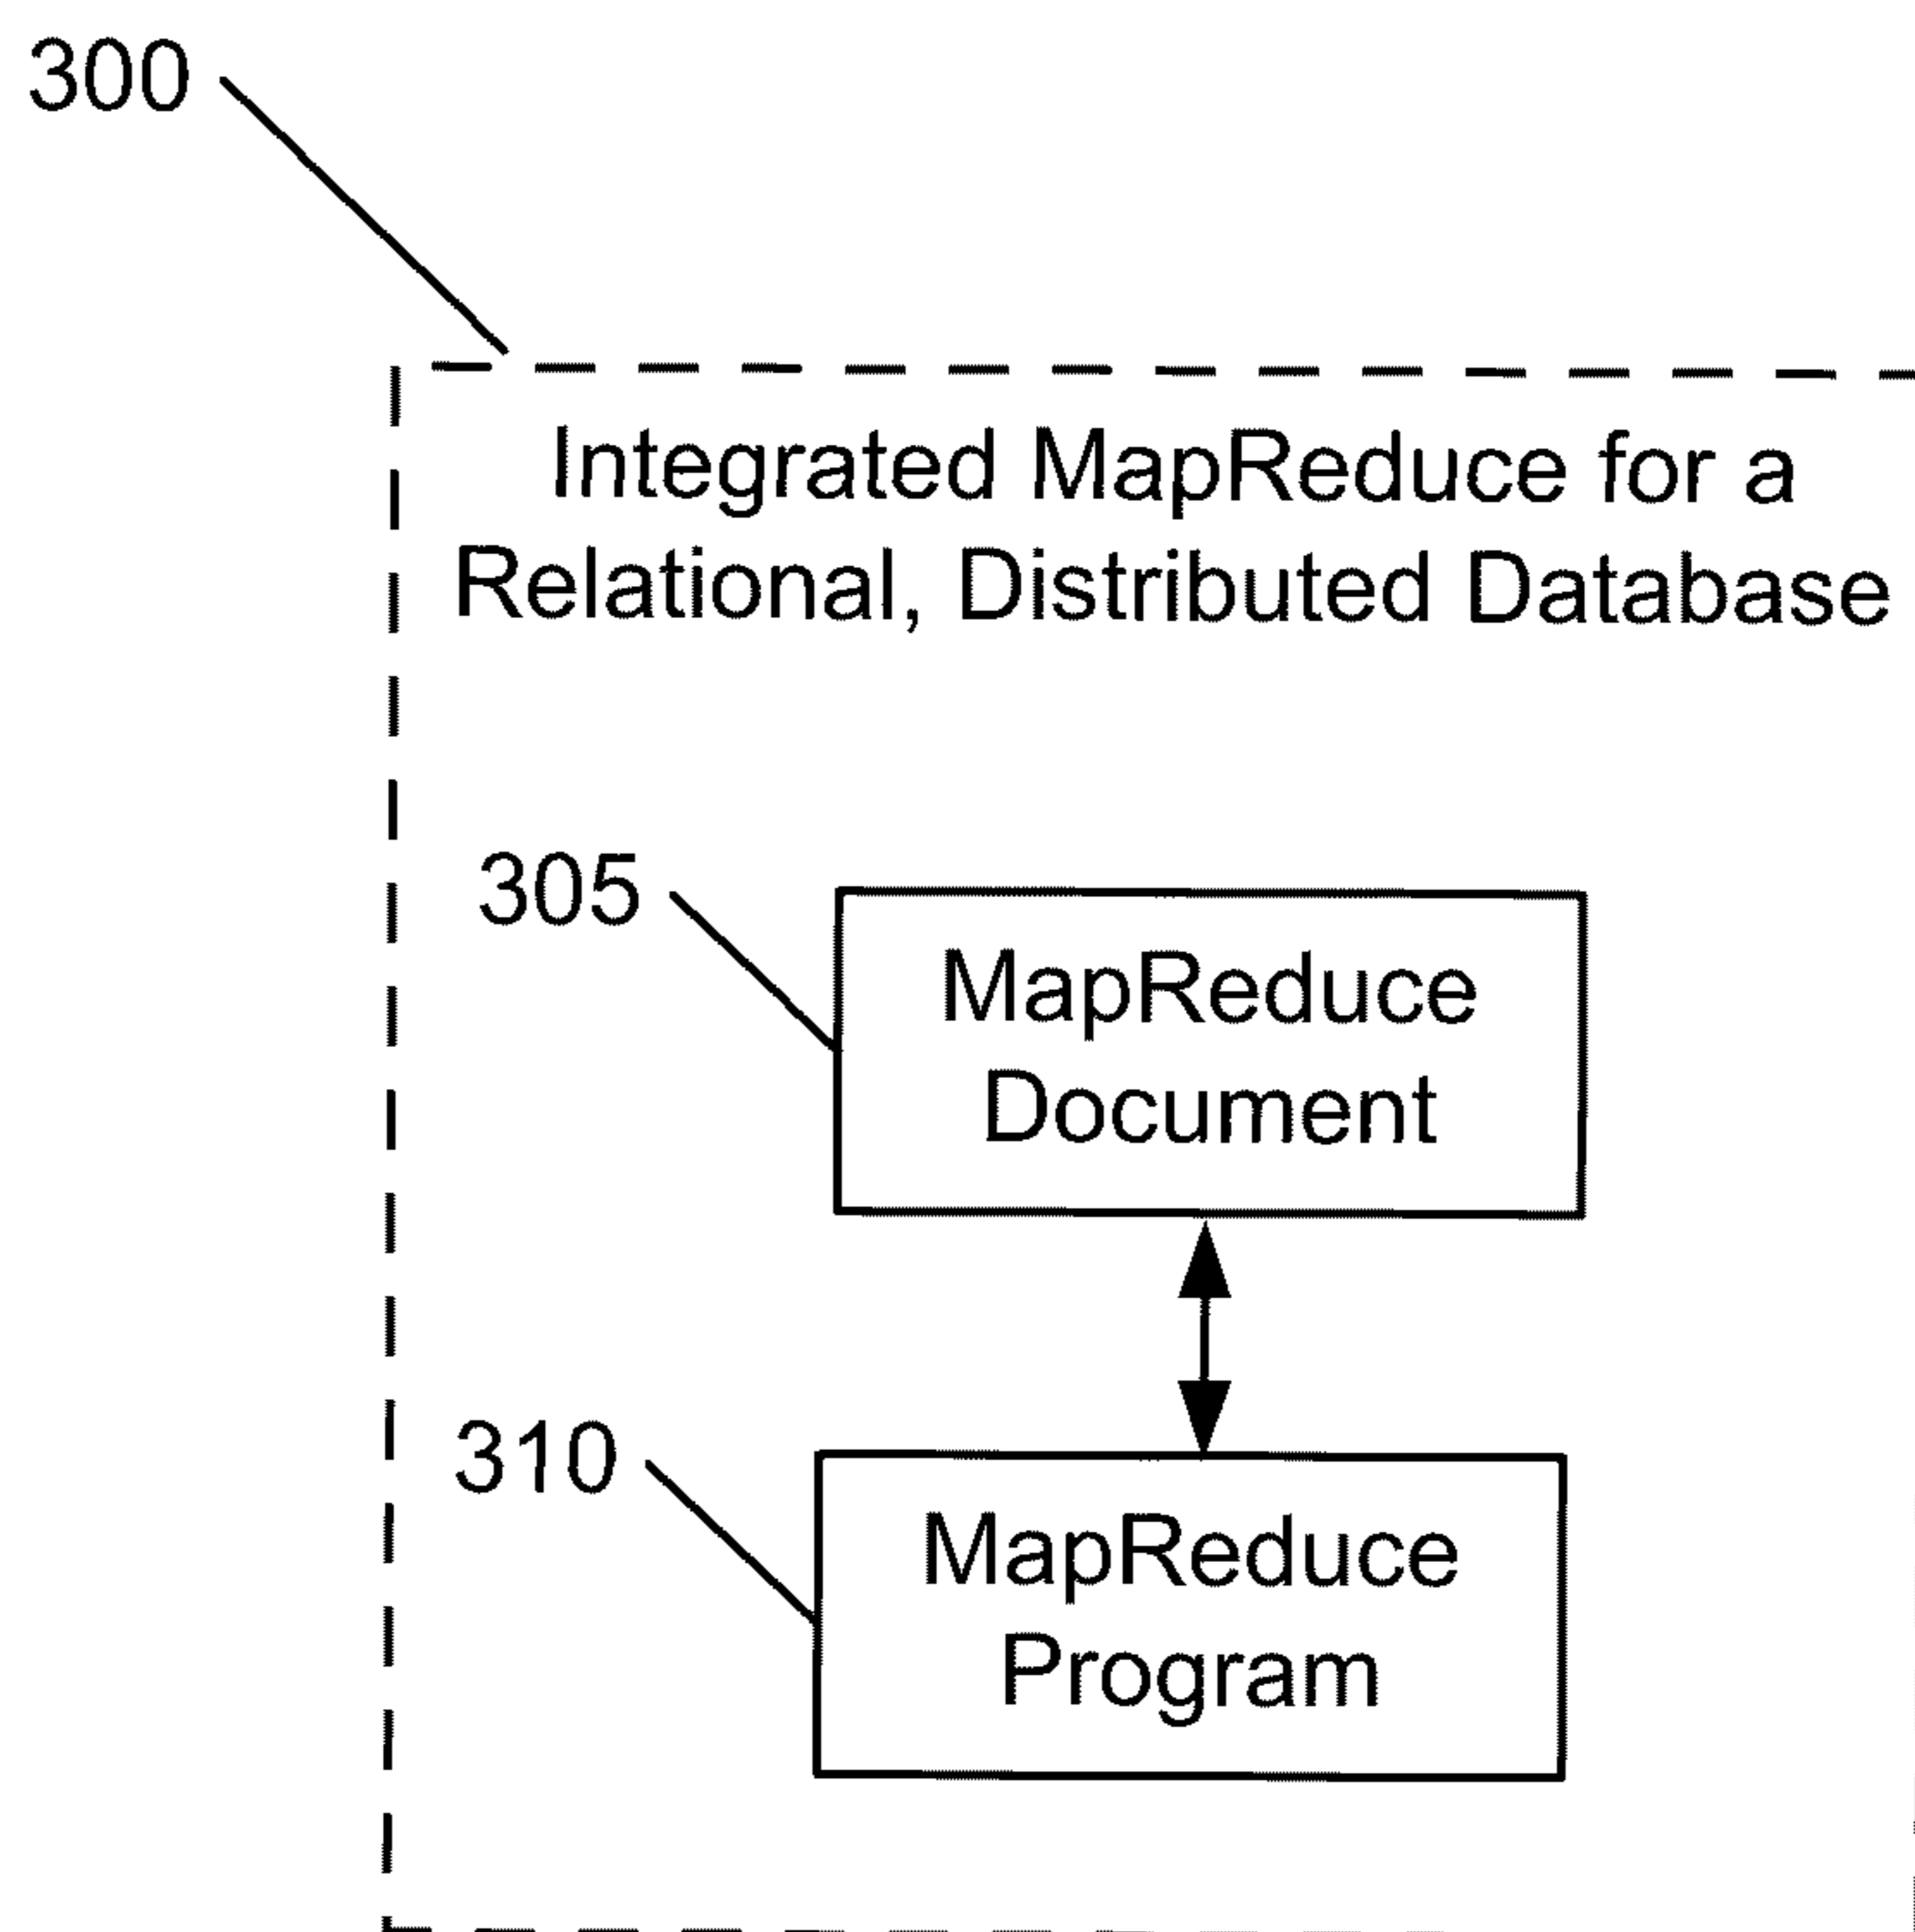 300
Integrated MapReduce for a
Relational, Distributed Database
305
MapReduce
Document
310
MapReduce
Program